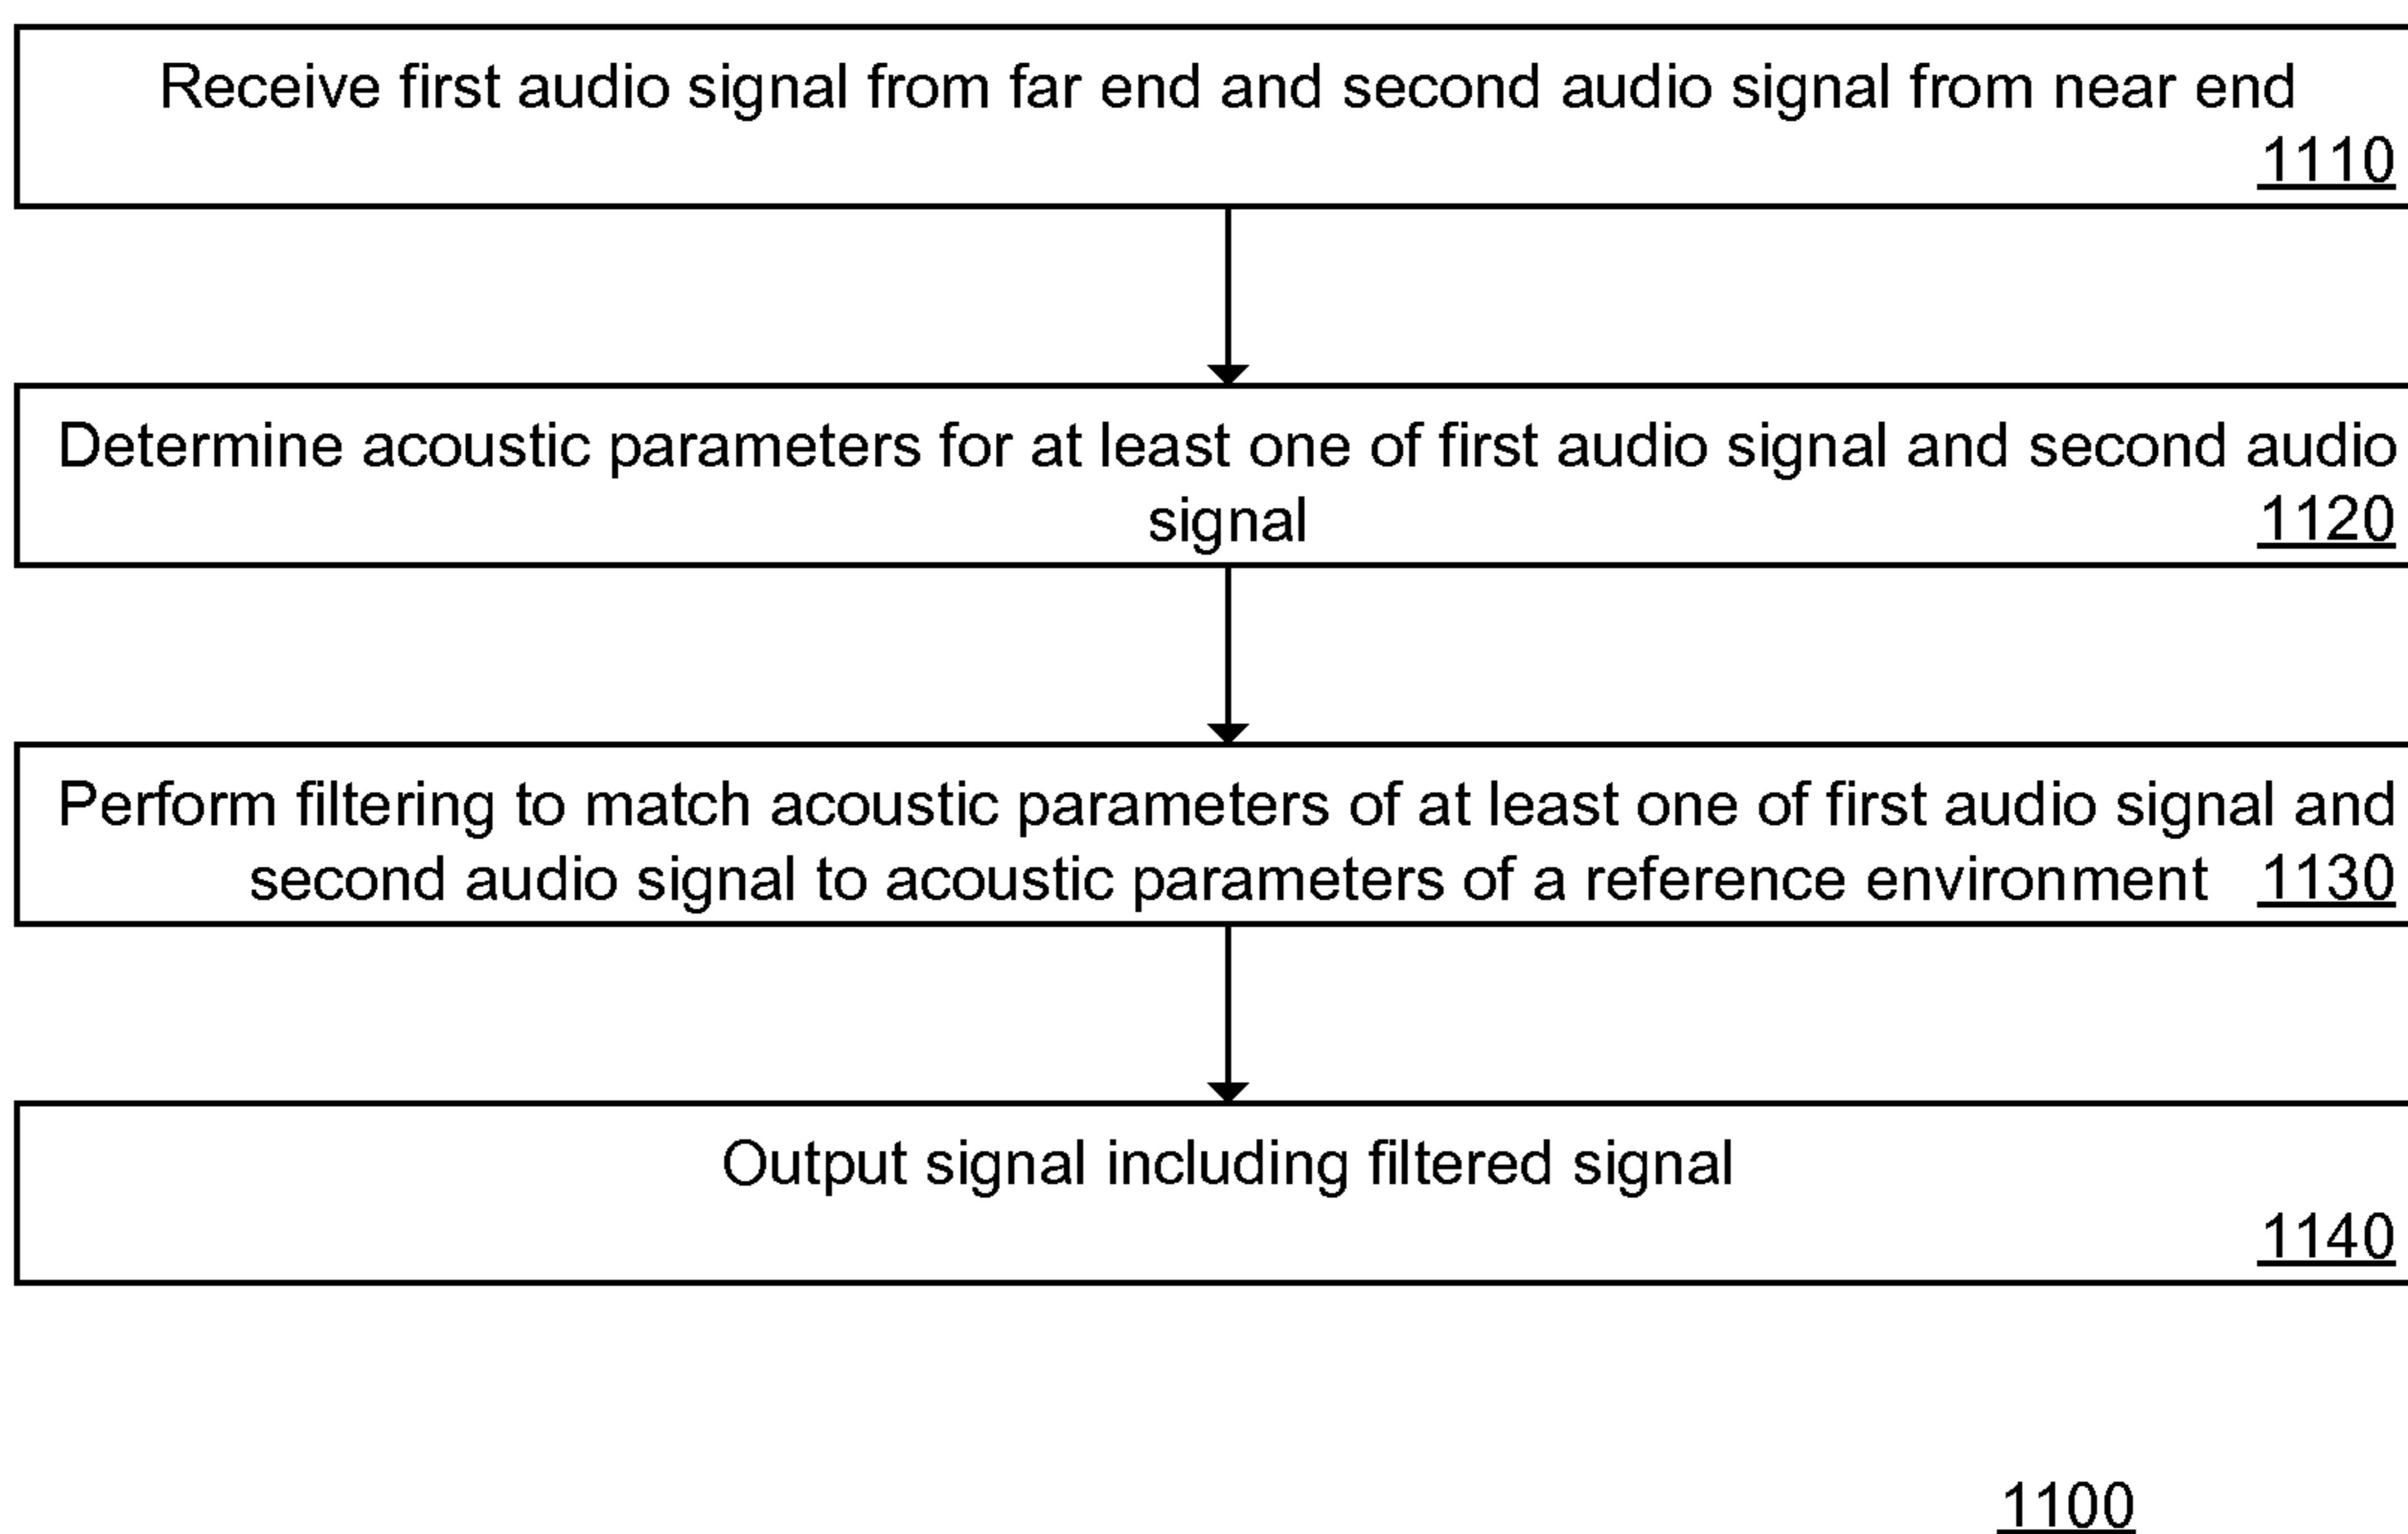 Receive first audio signal from far end and second audio signal from near end
1110
Determine acoustic parameters for at least one of first audio signal and second audio
signal 1120
Perform filtering to match acoustic parameters of at least one of first audio signal and
second audio signal to acoustic parameters of a reference environment 1130
Output signal including filtered signal
1140
1100